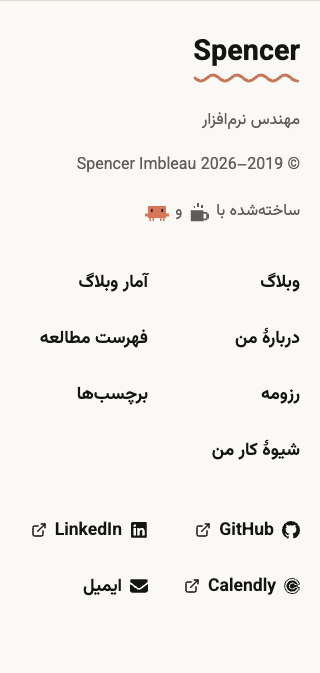 Spencer
مهندس نرم‌افزار
© 2019–2026 Spencer Imbleau
ساخته‌شده با و
وبلاگ
آمار وبلاگ
دربارهٔ من
فهرست مطالعه
رزومه
برچسب‌ها
شیوهٔ کار من
GitHub
LinkedIn
Calendly
ایمیل